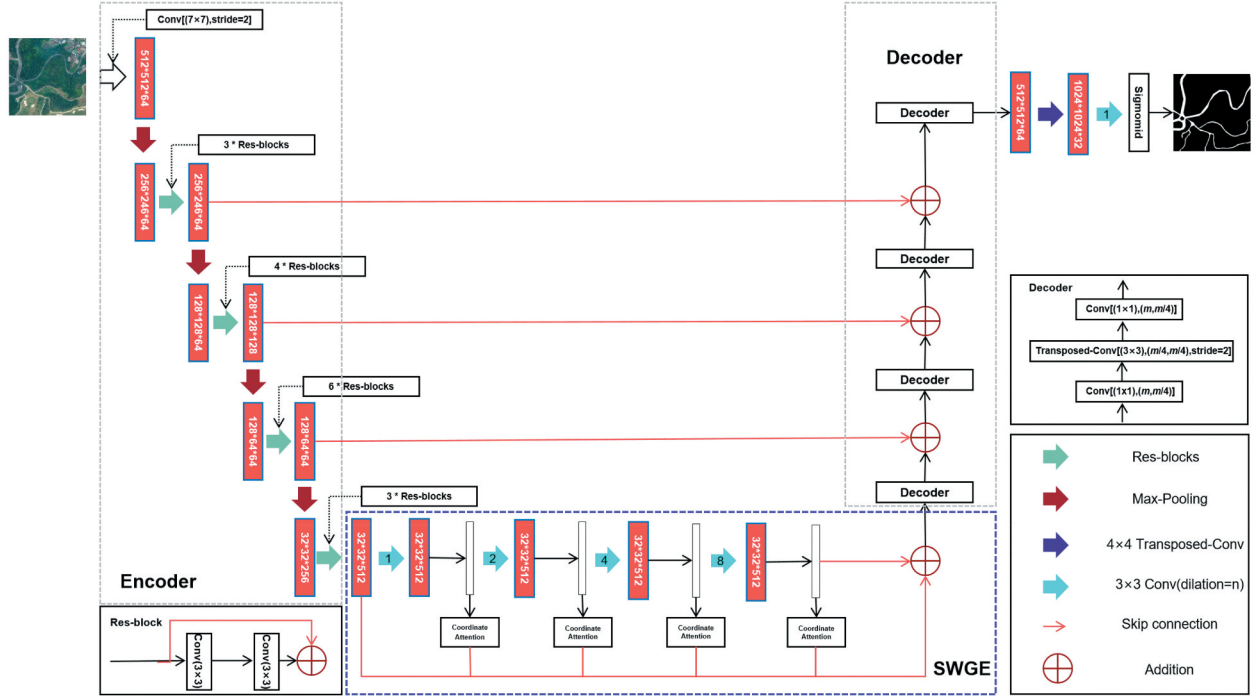 Conv[(7×7),stride=2]
512*512*64
3 * Res-blocks
256*246*64
256*246*64
4 * Res-blocks
128*128*64
128*128*128
6 * Res-blocks
128*64*64
128*64*64
3 * Res-blocks
32*32*256
Encoder
Res-block
Conv(3×3)
Conv(3×3)
32*32*512
1
32*32*512
2
32*32*512
4
32*32*512
8
32*32*512
Coordinate
Attention
Coordinate
Attention
Coordinate
Attention
Coordinate
Attention
SWGE
Decoder
Decoder
Decoder
Decoder
Decoder
512*512*64
1024*1024*32
1
Sigmomid
Decoder
Conv[(1×1),(m,m/4)]
Transposed-Conv[(3×3),(m/4,m/4),stride=2]
Conv[(1x1),(m,m/4)]
Res-blocks
Max-Pooling
4×4 Transposed-Conv
3×3 Conv(dilation=n)
Skip connection
Addition